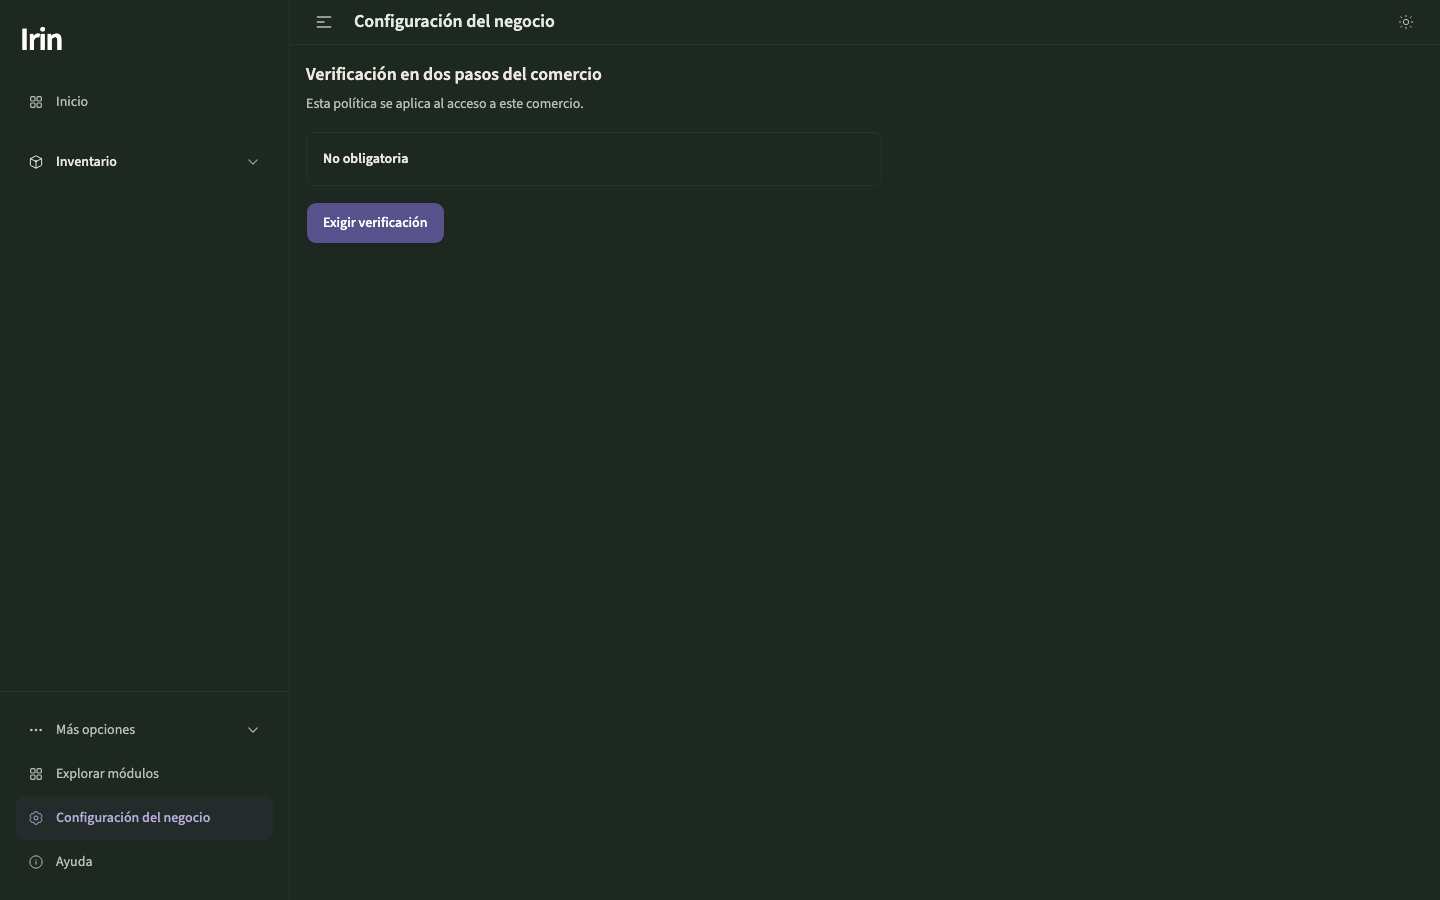 Irin
Inicio
Inventario
Más opciones
Explorar módulos
Configuración del negocio
Ayuda
Configuración del negocio
Verificación en dos pasos del comercio
Esta política se aplica al acceso a este comercio.
No obligatoria
Exigir verificación